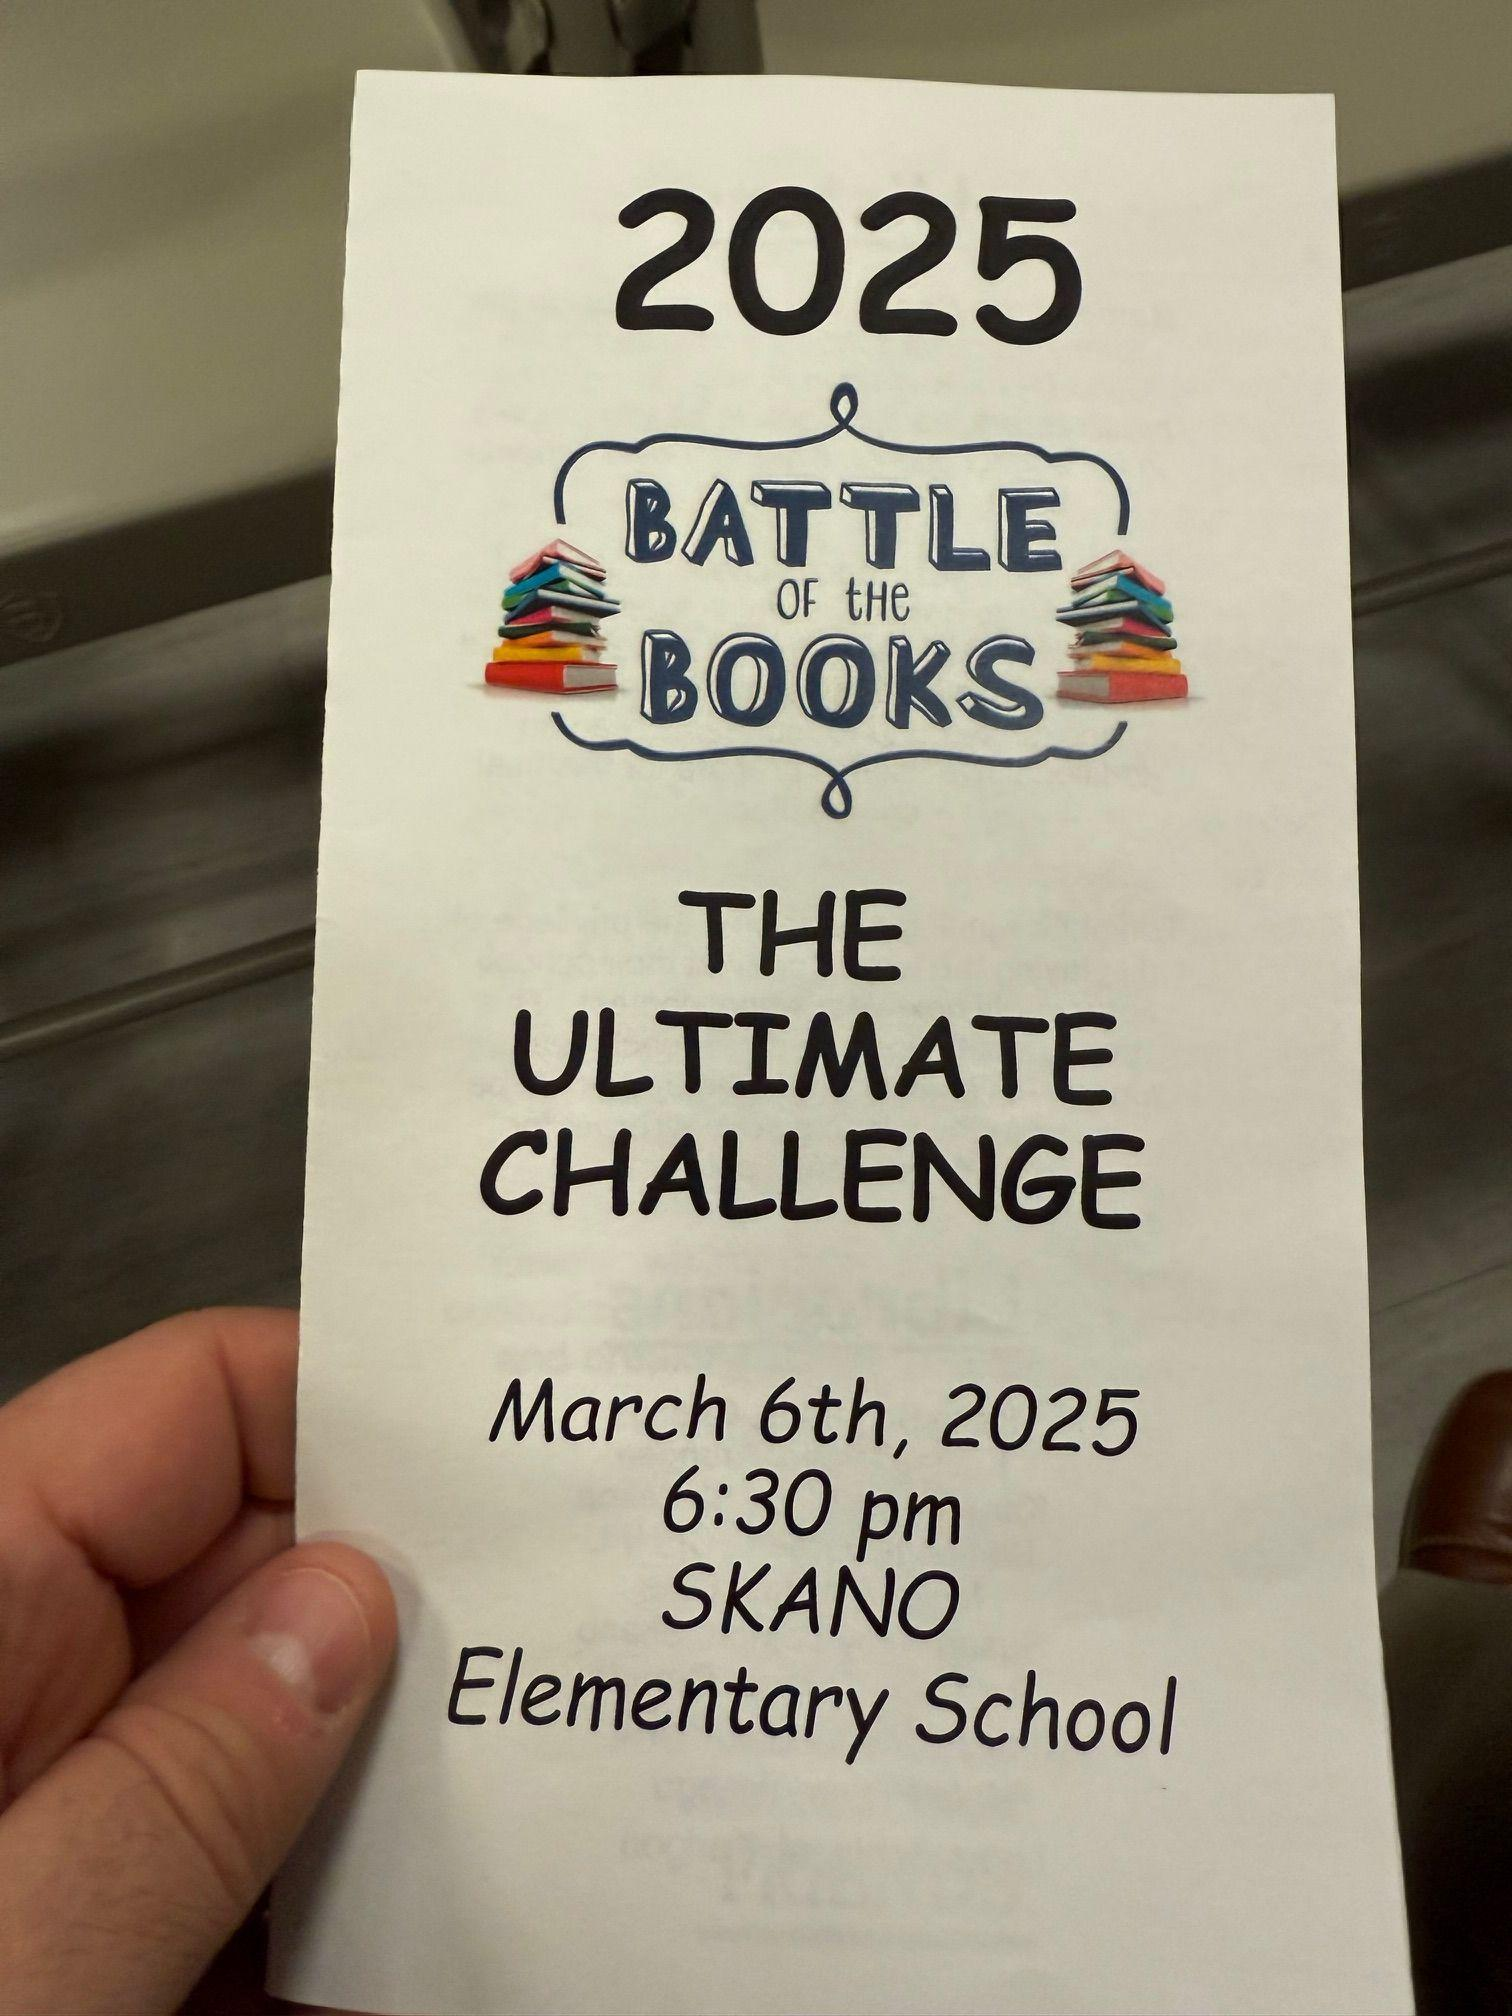 2025
BATTLE
OF tHe
BOOKS
THE
ULTIMATE
CHALLENGE
March 6th, 2025
6:30 pm
SKANO
Elementary School